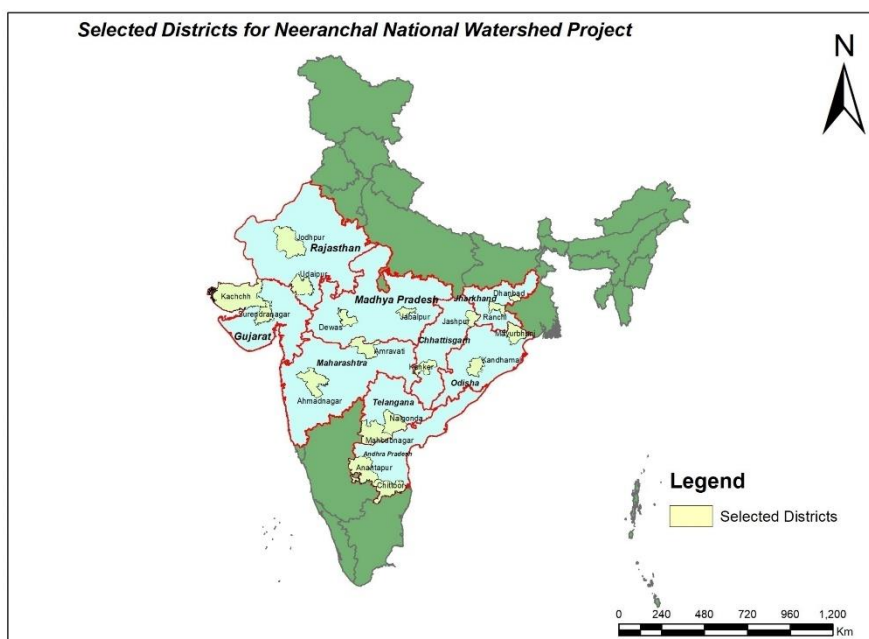 Selected Districts for Neeranchal National Watershed Project
N
Jodhpur
Rajasthan
Udaipur
Kachchh
Surendranagar
Gujarat
Madhya Pradesh
Dewas
Jabalpur
Jharkhand
Dhanbad
Ranchi
Jashpur
Chhattisgarh
Mayurbhanj
Amravati
Maharashtra
Kanker
Kandhamal
Odisha
Ahmadnagar
Telangana
Nalgonda
Mahbubnagar
Andhra Pradesh
Anantapur
Chittoor
Legend
Selected Districts
0 240 480 720 960 1,200
Km